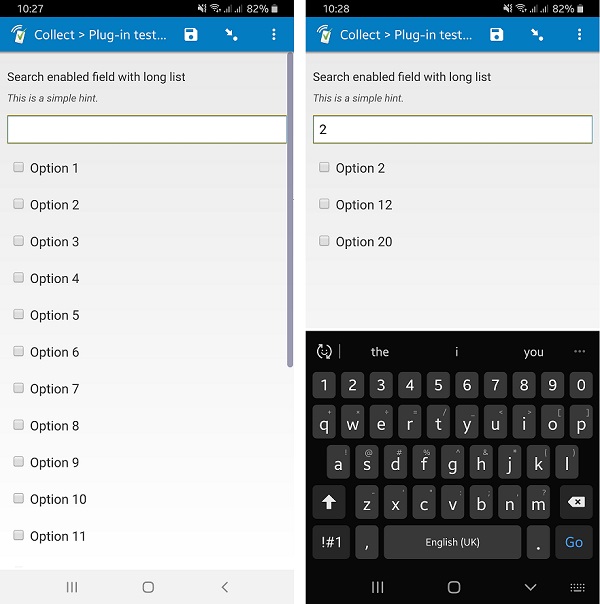 10:27 82%
Collect > Plug-in test...
Search enabled field with long list
This is a simple hint.
Option 1
Option 2
Option 3
Option 4
Option 5
Option 6
Option 7
Option 8
Option 9
Option 10
Option 11
10:28 82%
Collect > Plug-in test...
Search enabled field with long list
This is a simple hint.
2
Option 2
Option 12
Option 20
the i you ...
1 2 3 4 5 6 7 8 9 0
q w e r t y u i o p
a s d f g h j k l
z x c v b n m
!#1 , English (UK) . Go